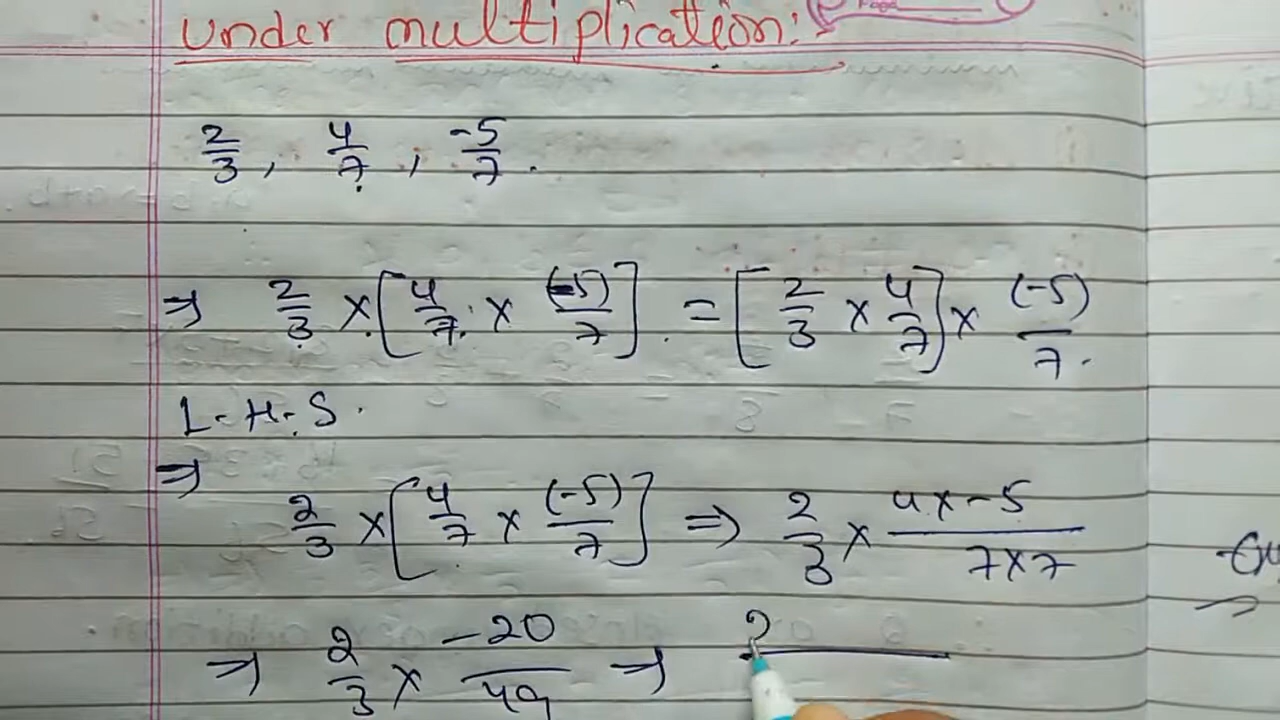 under multiplication:-
2/3, 4/7, -5/7.
⇒ 2/3 × [4/7 × (-5)/7] = [2/3 × 4/7] × (-5)/7.
L.H.S.
⇒ 2/3 × [4/7 × (-5)/7] ⇒ 2/3 × 4×-5/7×7
⇒ 2/3 × -20/49 ⇒ 2